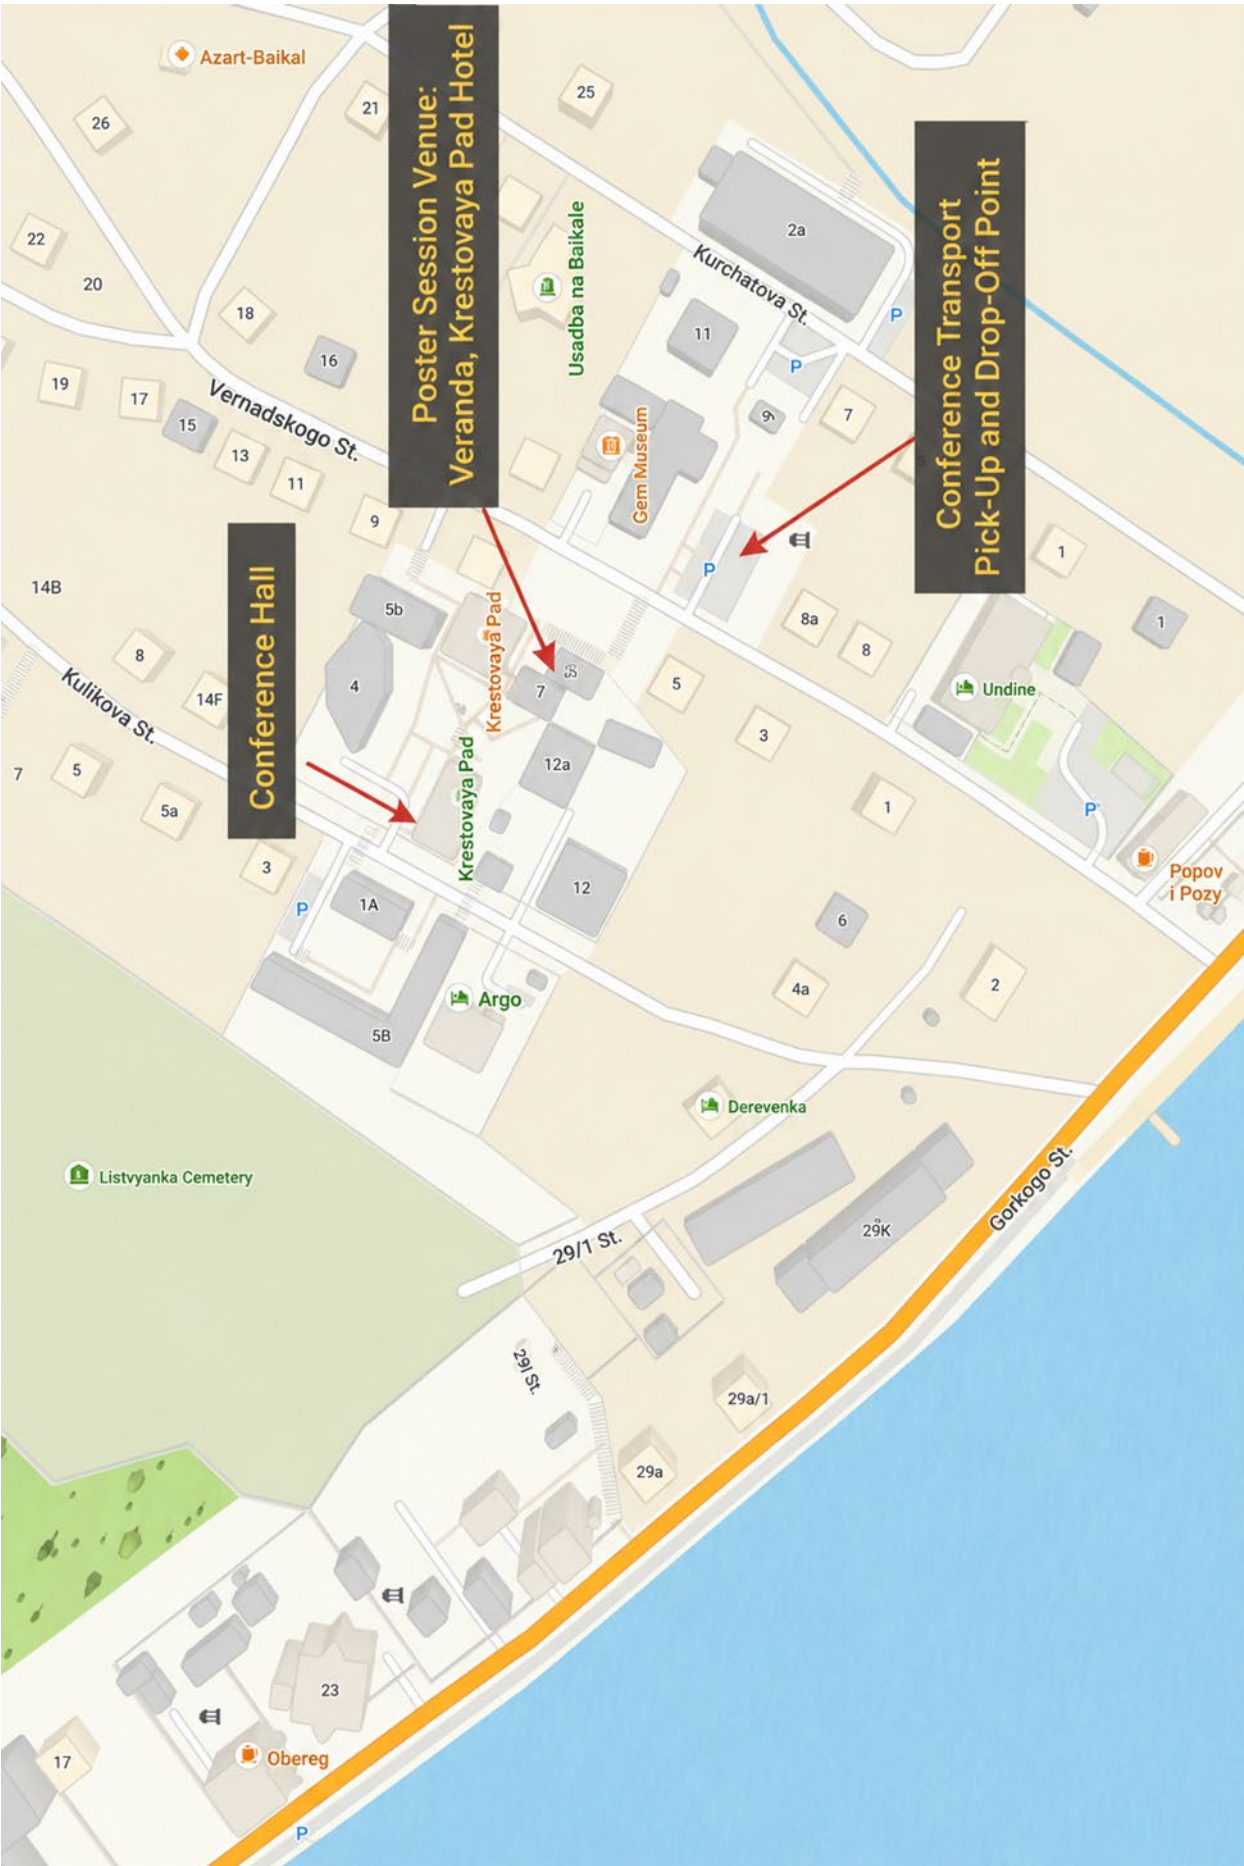 Azart-Baikal
26
21
25
22
20
18
16
19
17
15
13
11
9
Vernadskogo St.
Poster Session Venue:
Veranda, Krestovaya Pad Hotel
Usadba na Baikale
2a
Kurchatova St.
11
P
P
9
7
Gem Museum
Conference Transport
Pick-Up and Drop-Off Point
P
1
1
8a
8
5
3
1
Undine
P
Popov
i Pozy
14B
8
14F
Kulikova St.
7
5
5a
3
Conference Hall
5b
4
Krestovaya Pad
7
12a
Krestovaya Pad
12
1A
P
5B
Argo
6
4a
2
Derevenka
Listvyanka Cemetery
29/1 St.
29K
Gorkogo St.
29I St.
29a/1
29a
23
17
Obereg
P